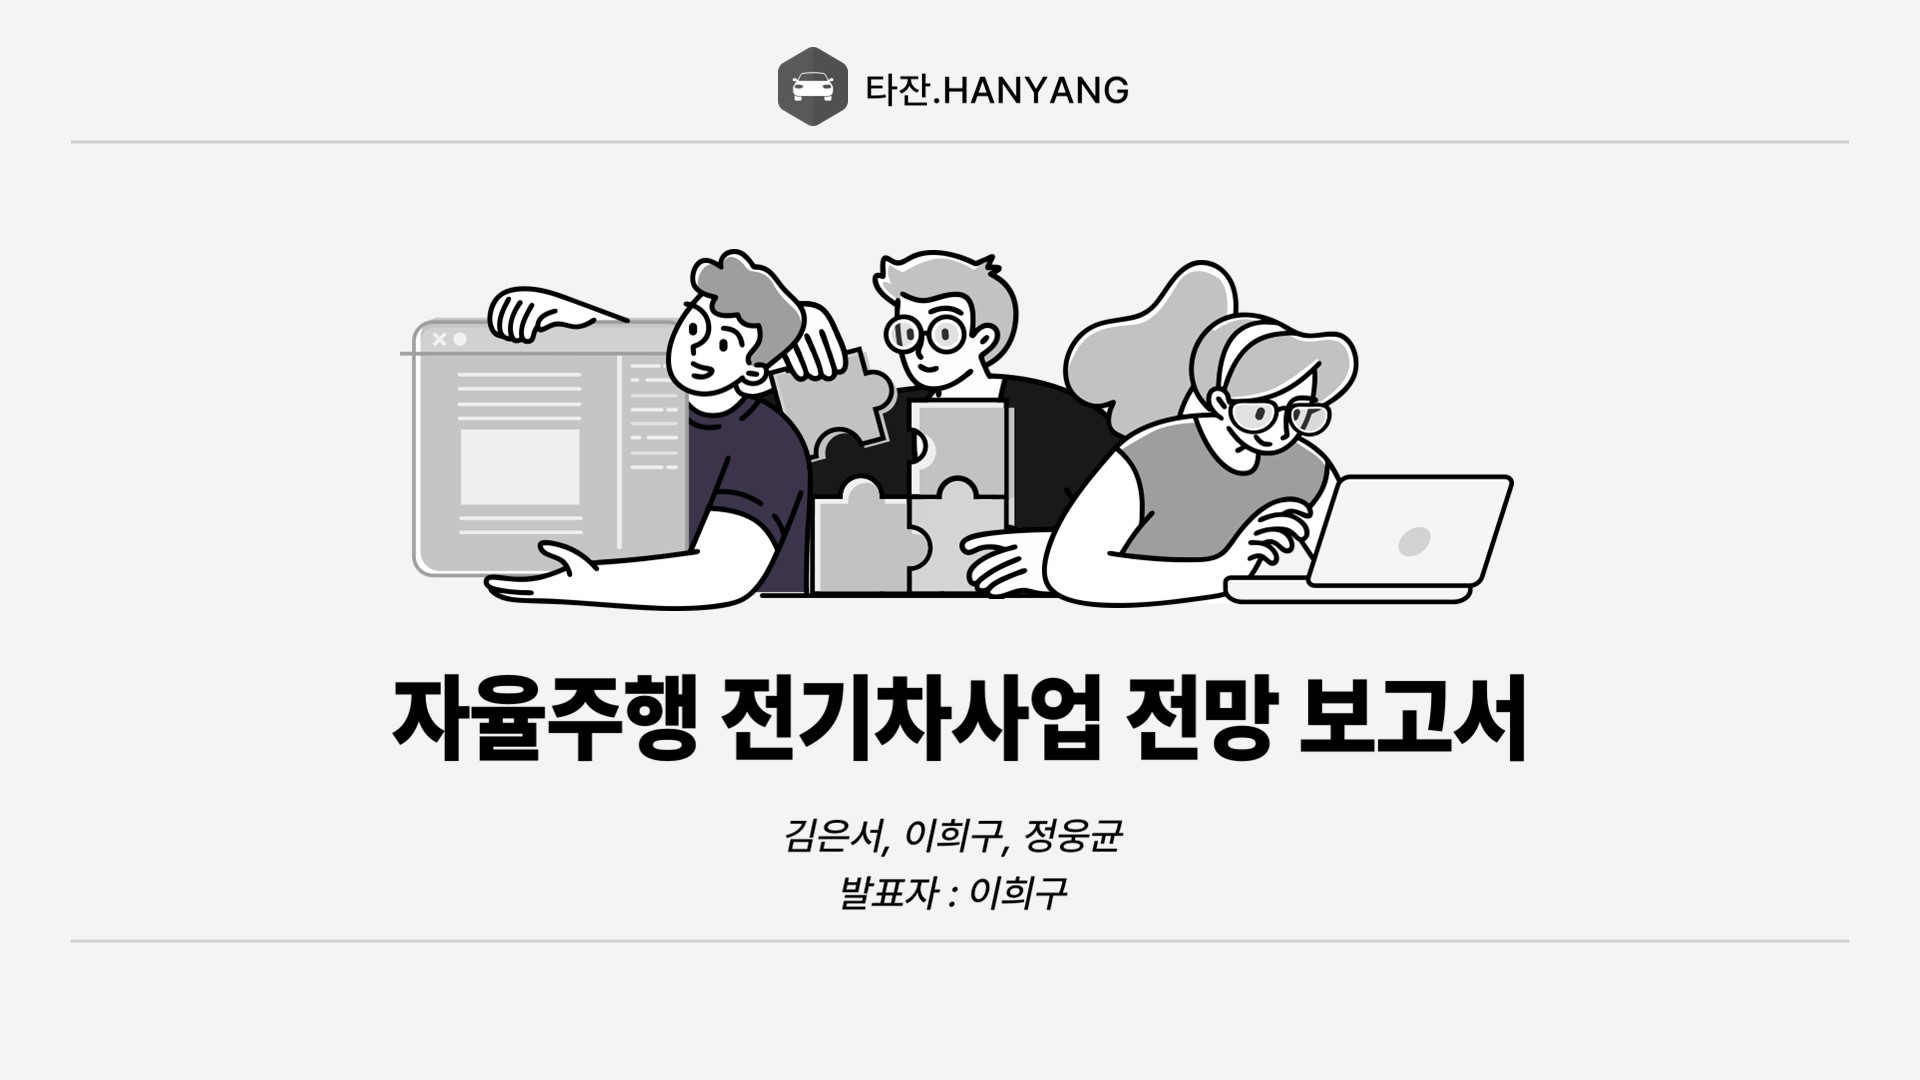 타잔.HANYANG
자율주행 전기차사업 전망 보고서
김은서, 이희구, 정웅균
발표자 : 이희구